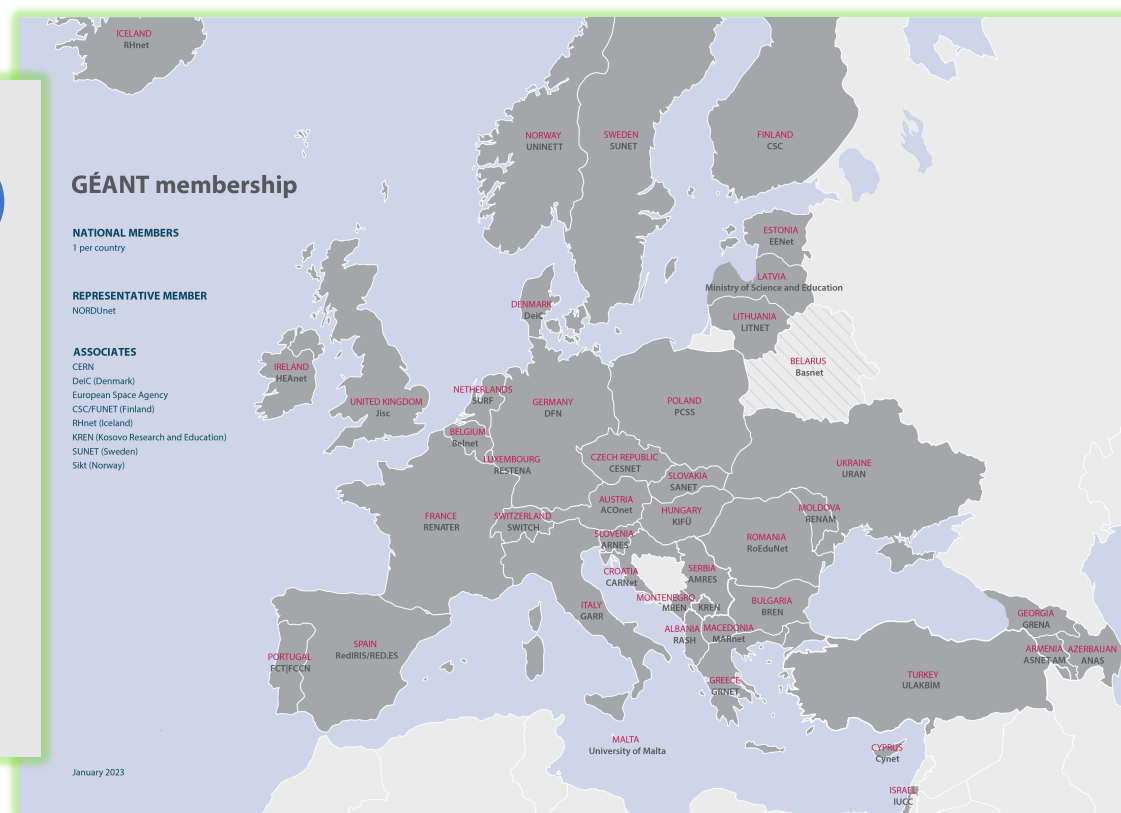 ICELAND
RHnet
NORWAY
UNINETT
SWEDEN
SUNET
FINLAND
CSC
GÉANT membership
NATIONAL MEMBERS
1 per country
REPRESENTATIVE MEMBER
NORDUnet
ASSOCIATES
CERN
DeiC (Denmark)
European Space Agency
CSC/FUNET (Finland)
RHnet (Iceland)
KREN (Kosovo Research and Education)
SUNET (Sweden)
Sikt (Norway)
ESTONIA
EENet
LATVIA
Ministry of Science and Education
LITHUANIA
LITNET
DENMARK
DeiC
BELARUS
Basnet
IRELAND
HEAnet
UNITED KINGDOM
Jisc
NETHERLANDS
SURF
GERMANY
DFN
POLAND
PCSS
BELGIUM
Belnet
LUXEMBOURG
RESTENA
CZECH REPUBLIC
CESNET
SLOVAKIA
SANET
UKRAINE
URAN
FRANCE
RENATER
SWITZERLAND
SWITCH
AUSTRIA
ACOnet
HUNGARY
KIFÜ
MOLDOVA
RENAM
SLOVENIA
ARNES
ROMANIA
RoEduNet
CROATIA
CARNet
SERBIA
AMRES
MONTENEGRO
MREN
KREN
BULGARIA
BREN
ITALY
GARR
ALBANIA
RASH
MACEDONIA
MARnet
GEORGIA
GRENA
ARMENIA
ASNET-AM
AZERBAIJAN
ANAS
PORTUGAL
FCT|FCCN
SPAIN
RedIRIS/RED.ES
GREECE
GRNET
TURKEY
ULAKBİM
MALTA
University of Malta
CYPRUS
Cynet
ISRAEL
IUCC
January 2023